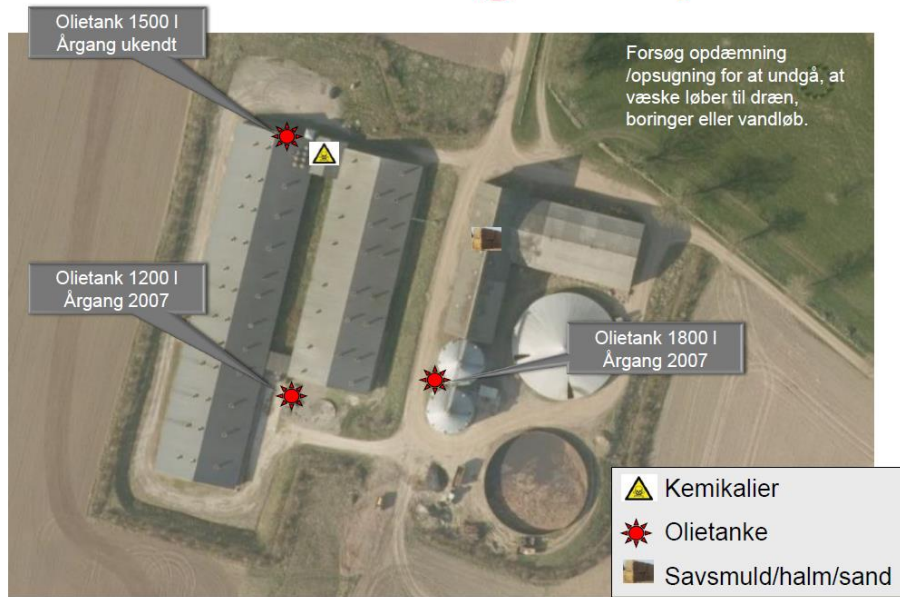 Olietank 1500 l
Årgang ukendt
Forsøg opdæmning
/opsugning for at undgå, at
væske løber til dræn,
boringer eller vandløb.
Olietank 1200 l
Årgang 2007
Olietank 1800 l
Årgang 2007
Kemikalier
Olietanke
Savsmuld/halm/sand